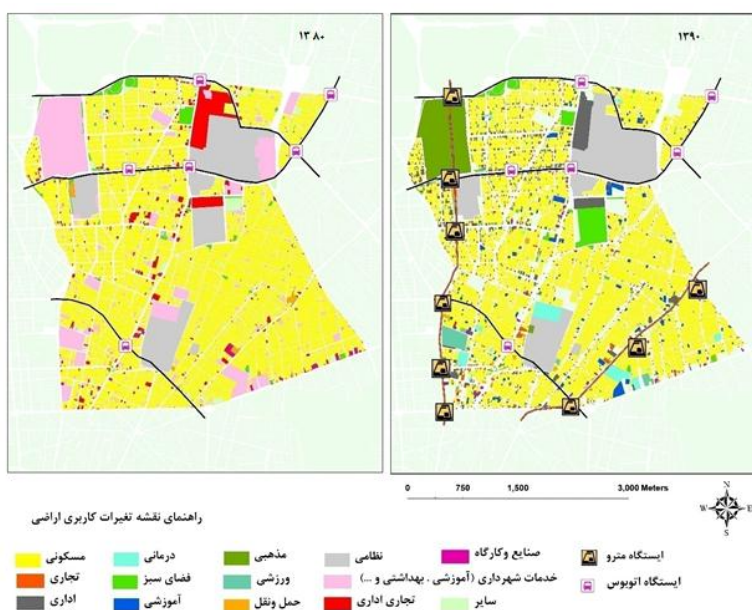 ۱۳۸۰
۱۳۹۰
0 750 1,500 3,000 Meters
N
W E
S
راهنمای نقشه تغیرات کاربری اراضی
مسکونی
درمانی
مذهبی
نظامی
صنایع وکارگاه
ایستگاه مترو
تجاری
فضای سبز
ورزشی
خدمات شهرداری (آموزشی . بهداشتی و ...)
ایستگاه اتوبوس
اداری
آموزشی
حمل ونقل
تجاری اداری
سایر